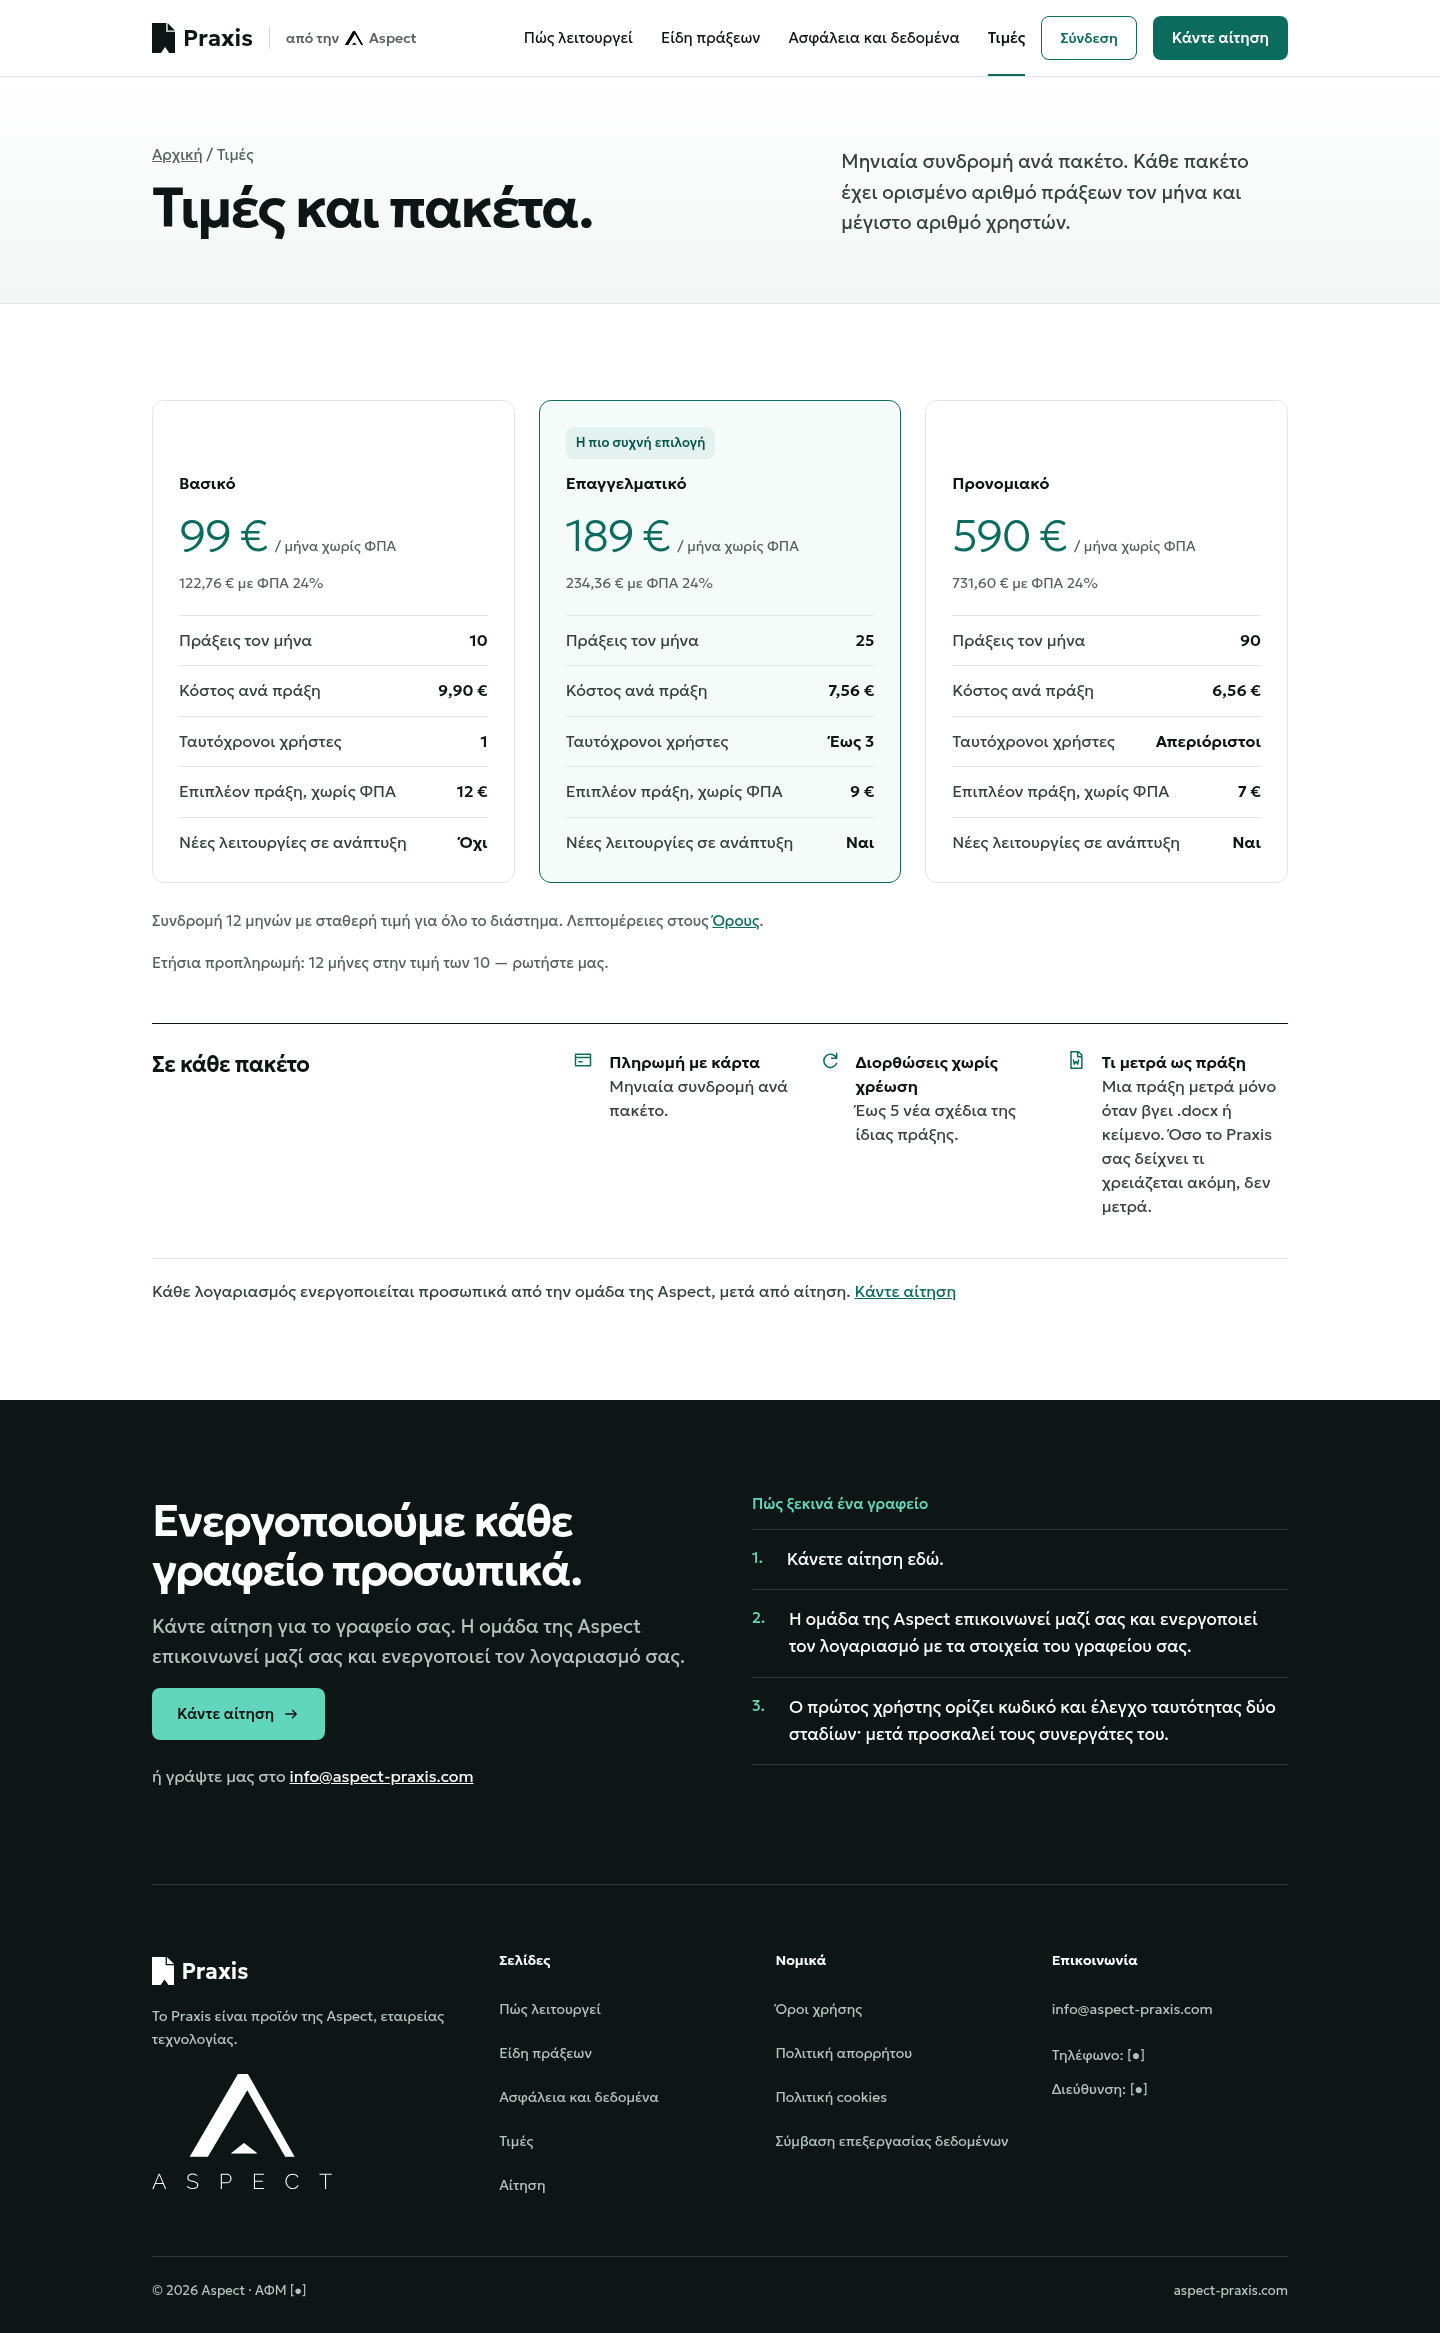 Praxis
από την Aspect
Πώς λειτουργεί
Είδη πράξεων
Ασφάλεια και δεδομένα
Τιμές
Σύνδεση
Κάντε αίτηση
Αρχική / Τιμές
Τιμές και πακέτα.
Μηνιαία συνδρομή ανά πακέτο. Κάθε πακέτο
έχει ορισμένο αριθμό πράξεων τον μήνα και
μέγιστο αριθμό χρηστών.
Βασικό
99 € / μήνα χωρίς ΦΠΑ
122,76 € με ΦΠΑ 24%
Πράξεις τον μήνα 10
Κόστος ανά πράξη 9,90 €
Ταυτόχρονοι χρήστες 1
Επιπλέον πράξη, χωρίς ΦΠΑ 12 €
Νέες λειτουργίες σε ανάπτυξη Όχι
Η πιο συχνή επιλογή
Επαγγελματικό
189 € / μήνα χωρίς ΦΠΑ
234,36 € με ΦΠΑ 24%
Πράξεις τον μήνα 25
Κόστος ανά πράξη 7,56 €
Ταυτόχρονοι χρήστες Έως 3
Επιπλέον πράξη, χωρίς ΦΠΑ 9 €
Νέες λειτουργίες σε ανάπτυξη Ναι
Προνομιακό
590 € / μήνα χωρίς ΦΠΑ
731,60 € με ΦΠΑ 24%
Πράξεις τον μήνα 90
Κόστος ανά πράξη 6,56 €
Ταυτόχρονοι χρήστες Απεριόριστοι
Επιπλέον πράξη, χωρίς ΦΠΑ 7 €
Νέες λειτουργίες σε ανάπτυξη Ναι
Συνδρομή 12 μηνών με σταθερή τιμή για όλο το διάστημα. Λεπτομέρειες στους Όρους.
Ετήσια προπληρωμή: 12 μήνες στην τιμή των 10 — ρωτήστε μας.
Σε κάθε πακέτο
Πληρωμή με κάρτα
Μηνιαία συνδρομή ανά
πακέτο.
Διορθώσεις χωρίς
χρέωση
Έως 5 νέα σχέδια της
ίδιας πράξης.
Τι μετρά ως πράξη
Μια πράξη μετρά μόνο
όταν βγει .docx ή
κείμενο. Όσο το Praxis
σας δείχνει τι
χρειάζεται ακόμη, δεν
μετρά.
Κάθε λογαριασμός ενεργοποιείται προσωπικά από την ομάδα της Aspect, μετά από αίτηση. Κάντε αίτηση
Ενεργοποιούμε κάθε
γραφείο προσωπικά.
Κάντε αίτηση για το γραφείο σας. Η ομάδα της Aspect
επικοινωνεί μαζί σας και ενεργοποιεί τον λογαριασμό σας.
Κάντε αίτηση →
ή γράψτε μας στο info@aspect-praxis.com
Πώς ξεκινά ένα γραφείο
1. Κάνετε αίτηση εδώ.
2. Η ομάδα της Aspect επικοινωνεί μαζί σας και ενεργοποιεί
τον λογαριασμό με τα στοιχεία του γραφείου σας.
3. Ο πρώτος χρήστης ορίζει κωδικό και έλεγχο ταυτότητας δύο
σταδίων· μετά προσκαλεί τους συνεργάτες του.
Praxis
Το Praxis είναι προϊόν της Aspect, εταιρείας
τεχνολογίας.
ASPECT
Σελίδες
Πώς λειτουργεί
Είδη πράξεων
Ασφάλεια και δεδομένα
Τιμές
Αίτηση
Νομικά
Όροι χρήσης
Πολιτική απορρήτου
Πολιτική cookies
Σύμβαση επεξεργασίας δεδομένων
Επικοινωνία
info@aspect-praxis.com
Τηλέφωνο: [●]
Διεύθυνση: [●]
© 2026 Aspect · ΑΦΜ [●]
aspect-praxis.com